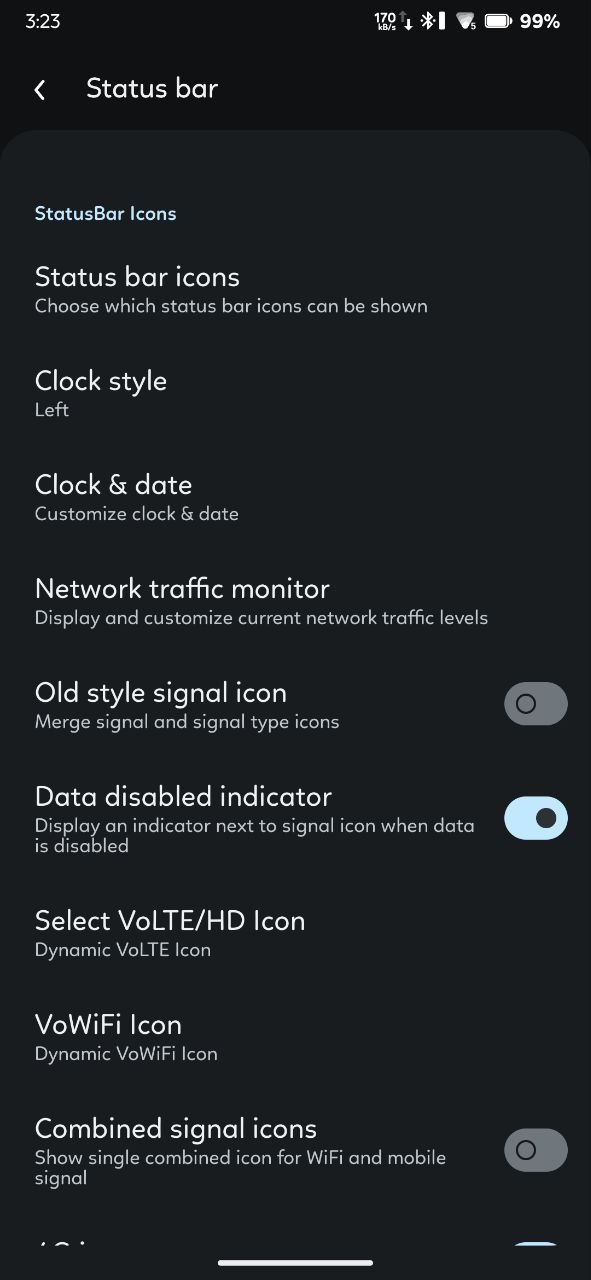 3:23
170
kB/s
5
99%
Status bar
StatusBar Icons
Status bar icons
Choose which status bar icons can be shown
Clock style
Left
Clock & date
Customize clock & date
Network traffic monitor
Display and customize current network traffic levels
Old style signal icon
Merge signal and signal type icons
Data disabled indicator
Display an indicator next to signal icon when data
is disabled
Select VoLTE/HD Icon
Dynamic VoLTE Icon
VoWiFi Icon
Dynamic VoWiFi Icon
Combined signal icons
Show single combined icon for WiFi and mobile
signal